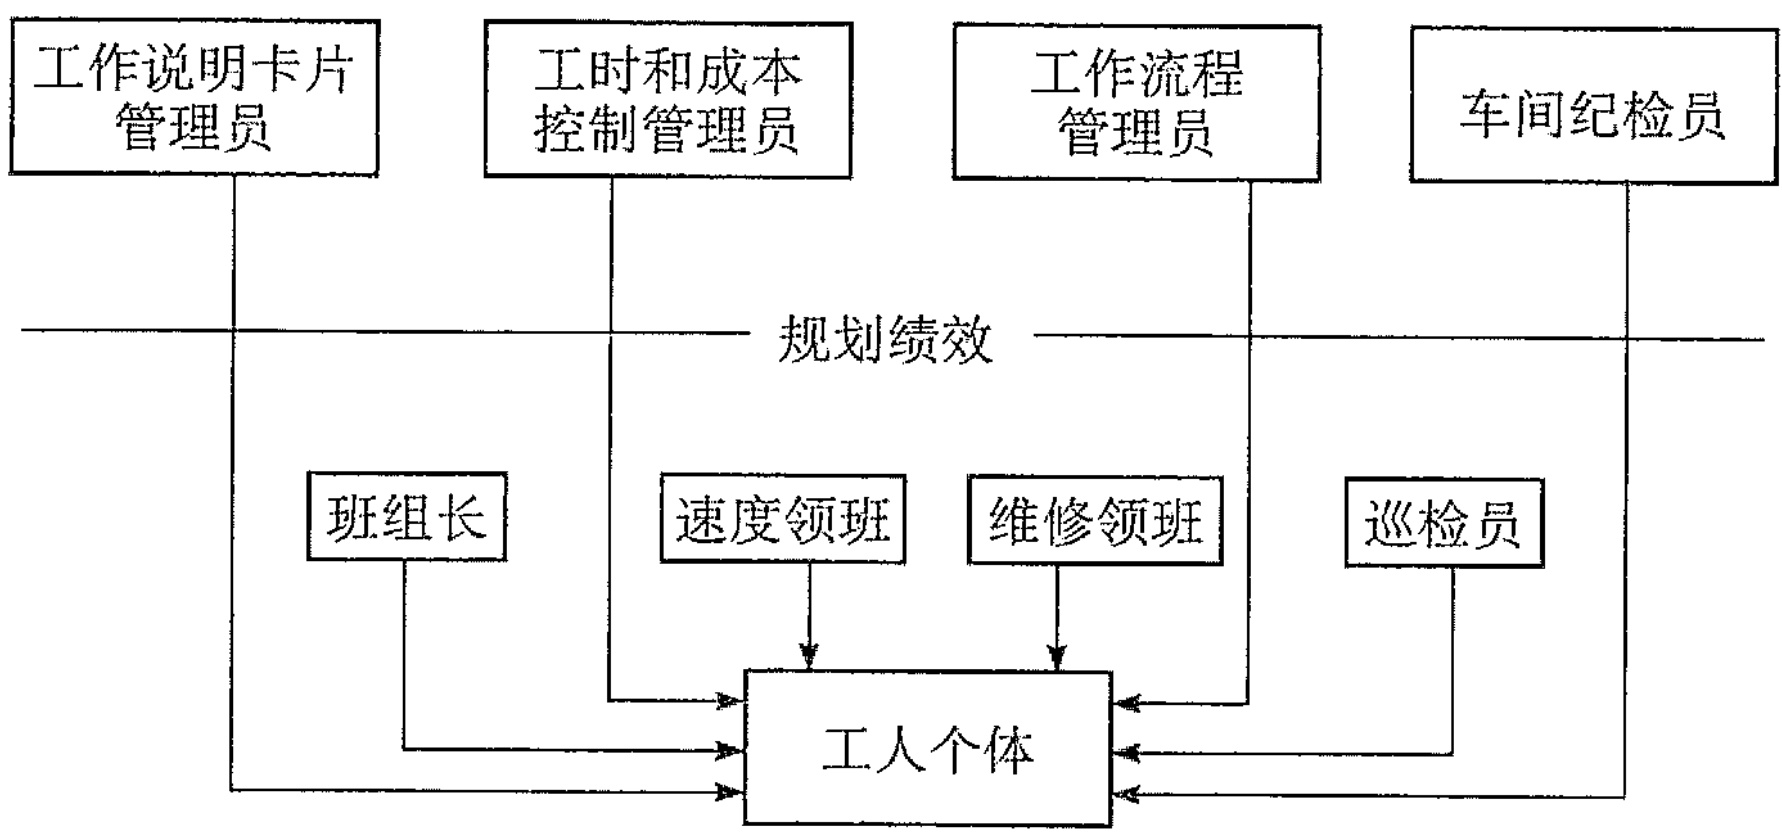 工作说明卡片
管理员
工时和成本
控制管理员
工作流程
管理员
车间纪检员
规划绩效
班组长
速度领班
维修领班
巡检员
工人个体